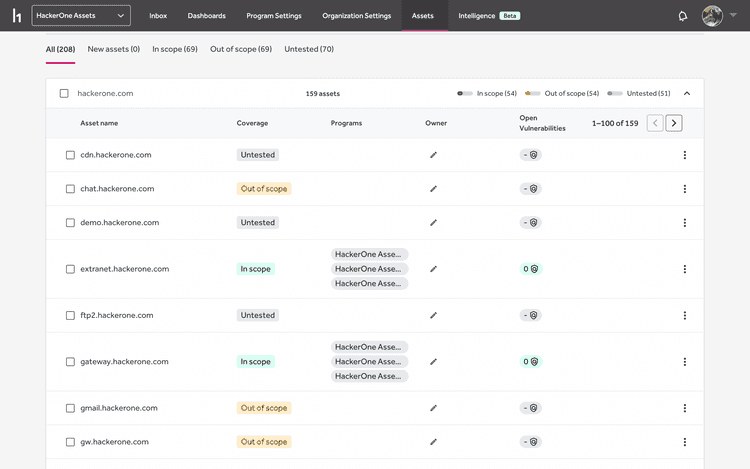 HackerOne Assets Inbox Dashboards Program Settings Organization Settings Assets Intelligence Beta
All (208) New assets (0) In scope (69) Out of scope (69) Untested (70)
hackerone.com 159 assets In scope (54) Out of scope (54) Untested (51)
Asset name Coverage Programs Owner Open Vulnerabilities 1–100 of 159
cdn.hackerone.com Untested -
chat.hackerone.com Out of scope -
demo.hackerone.com Untested -
HackerOne Asse...
extranet.hackerone.com In scope HackerOne Asse... 0
HackerOne Asse...
ftp2.hackerone.com Untested -
HackerOne Asse...
gateway.hackerone.com In scope HackerOne Asse... 0
HackerOne Asse...
gmail.hackerone.com Out of scope -
gw.hackerone.com Out of scope -